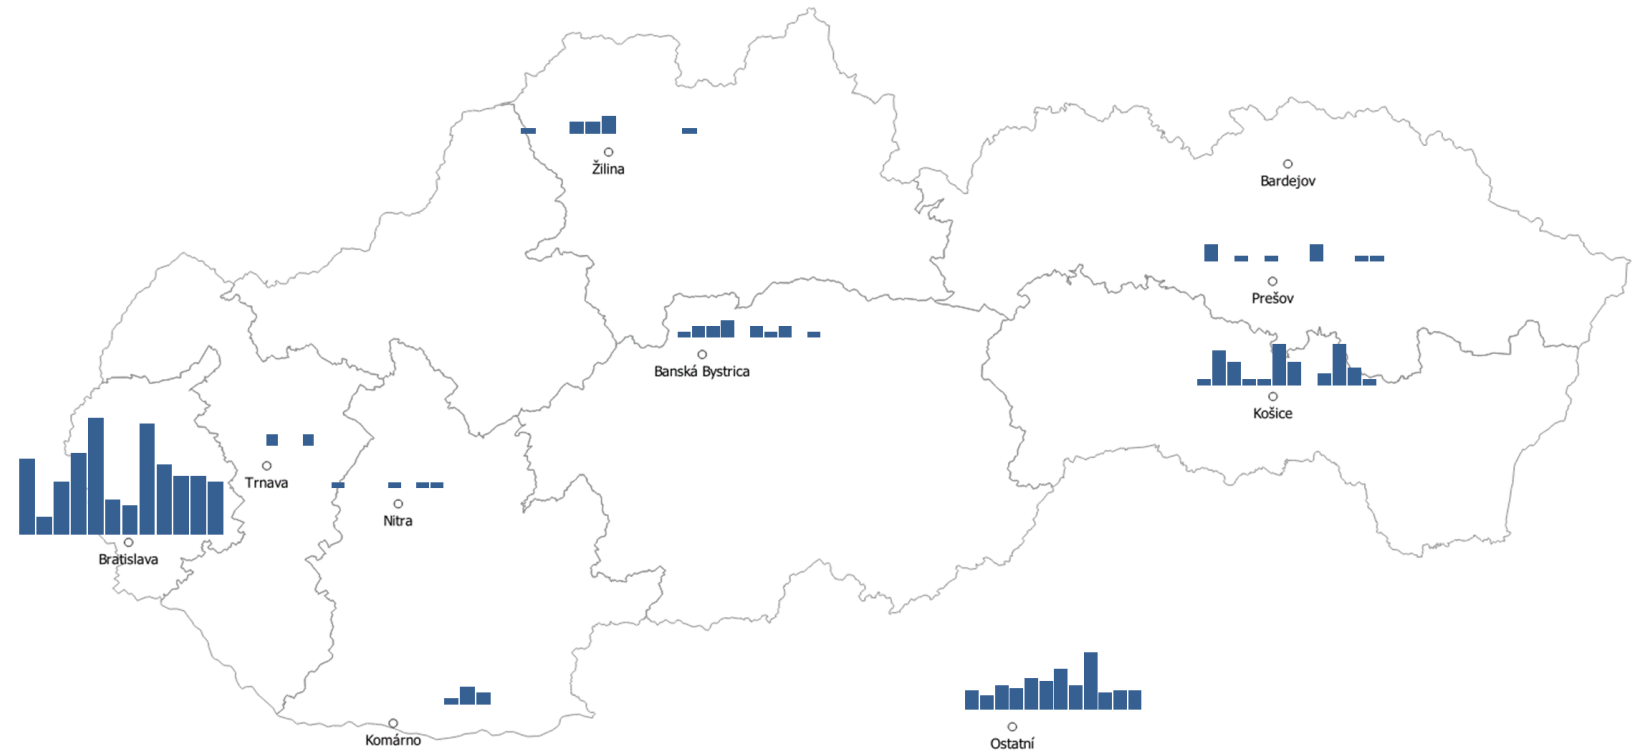 Žilina
Bardejov
Prešov
Banská Bystrica
Košice
Trnava
Nitra
Bratislava
Komárno
Ostatní